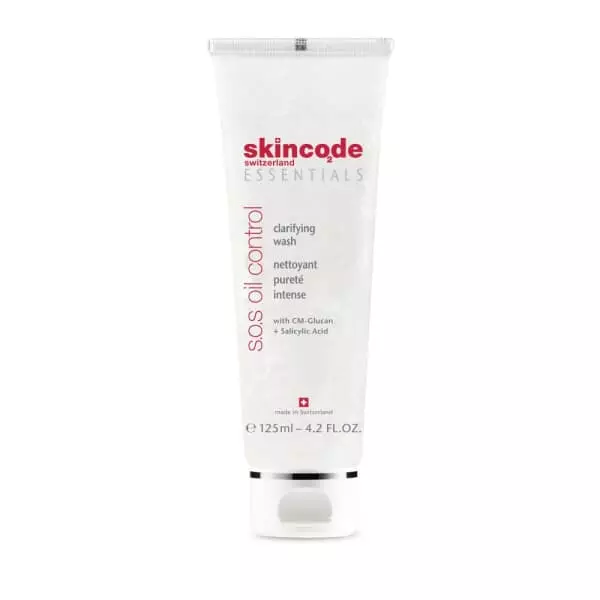 skincode
2
switzerland
ESSENTIALS
s.o.s oil control
clarifying
wash
nettoyant
pureté
intense
with CM-Glucan
+ Salicylic Acid
made in Switzerland
℮ 125ml – 4.2 FL.OZ.